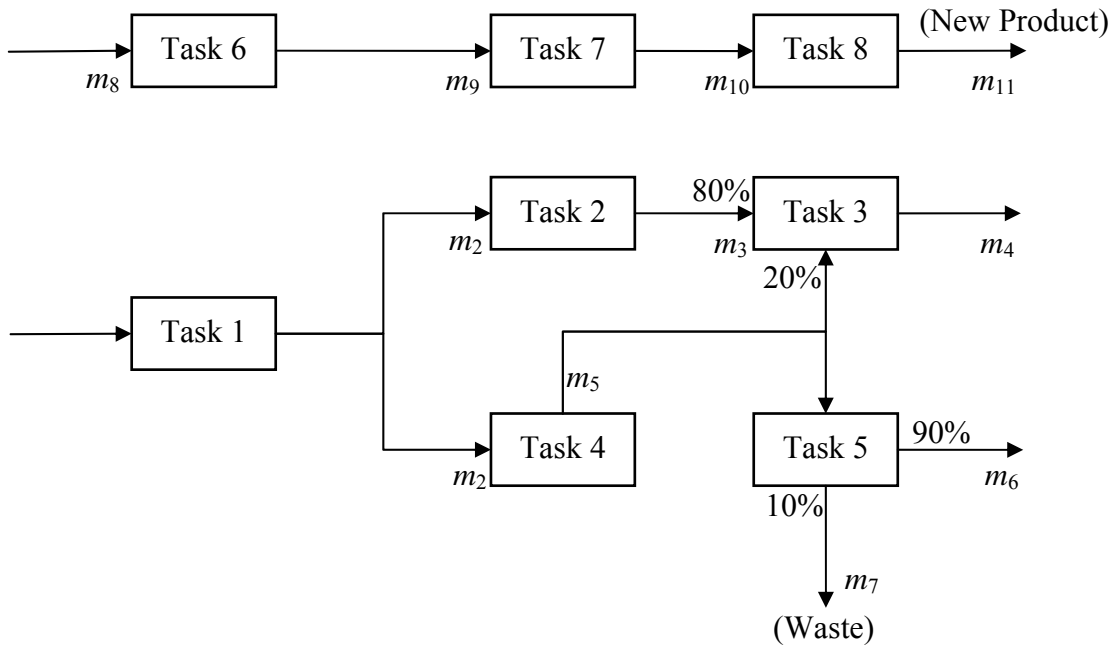 (New Product)
Task 6
Task 7
Task 8
m8
m9
m10
m11
Task 2
80%
Task 3
m2
m3
m4
20%
Task 1
m5
Task 4
Task 5
90%
m2
m6
10%
m7
(Waste)